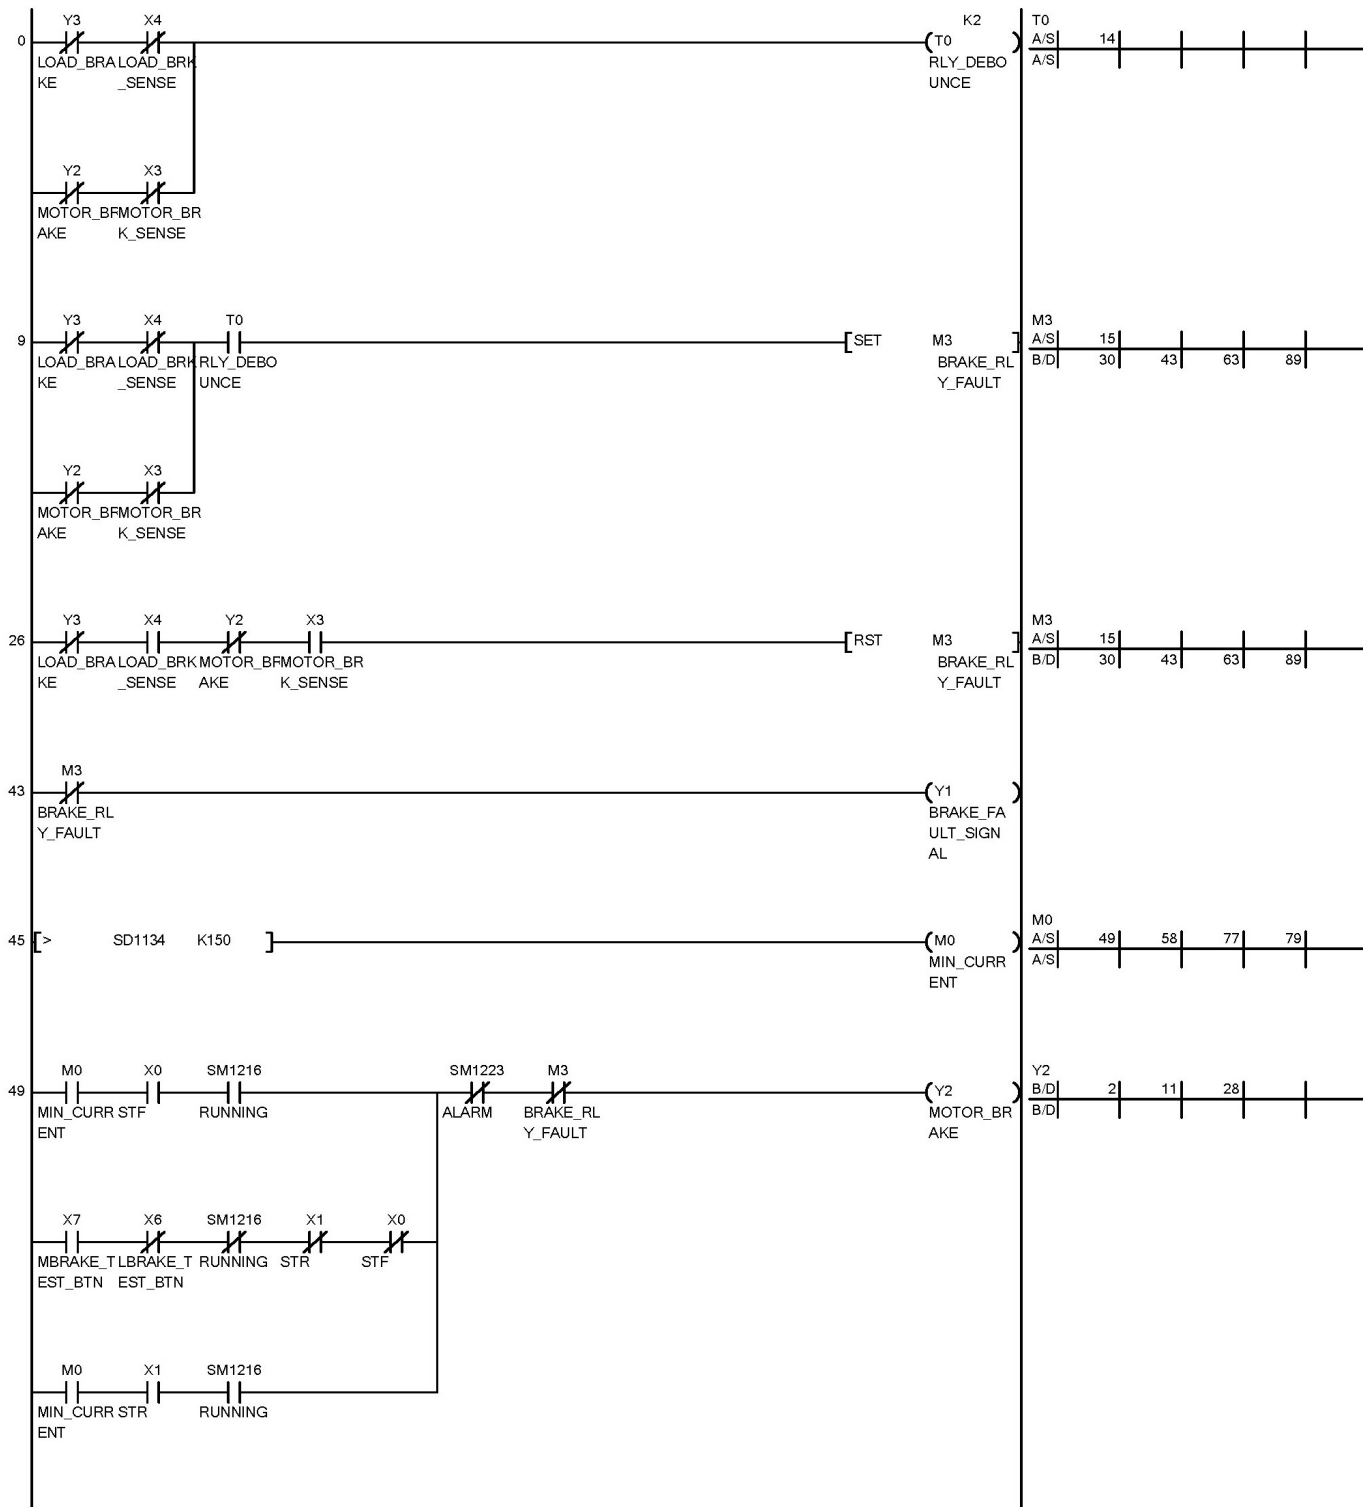 Y3 X4 K2 T0
0 (T0 ) A/S 14
LOAD_BRA LOAD_BRK RLY_DEBO A/S
KE _SENSE UNCE
Y2 X3
MOTOR_BR MOTOR_BR
AKE K_SENSE
Y3 X4 T0 M3
9 [SET M3 ] A/S 15
LOAD_BRA LOAD_BRK RLY_DEBO BRAKE_RL B/D 30 43 63 89
KE _SENSE UNCE Y_FAULT
Y2 X3
MOTOR_BR MOTOR_BR
AKE K_SENSE
Y3 X4 Y2 X3 M3
26 [RST M3 ] A/S 15
LOAD_BRA LOAD_BRK MOTOR_BR MOTOR_BR BRAKE_RL B/D 30 43 63 89
KE _SENSE AKE K_SENSE Y_FAULT
M3
43 (Y1 )
BRAKE_RL BRAKE_FA
Y_FAULT ULT_SIGN
AL
M0
45 [> SD1134 K150 ] (M0 ) A/S 49 58 77 79
MIN_CURR A/S
ENT
M0 X0 SM1216 SM1223 M3 Y2
49 (Y2 ) B/D 2 11 28
MIN_CURR STF RUNNING ALARM BRAKE_RL MOTOR_BR B/D
ENT Y_FAULT AKE
X7 X6 SM1216 X1 X0
MBRAKE_T LBRAKE_T RUNNING STR STF
EST_BTN EST_BTN
M0 X1 SM1216
MIN_CURR STR RUNNING
ENT